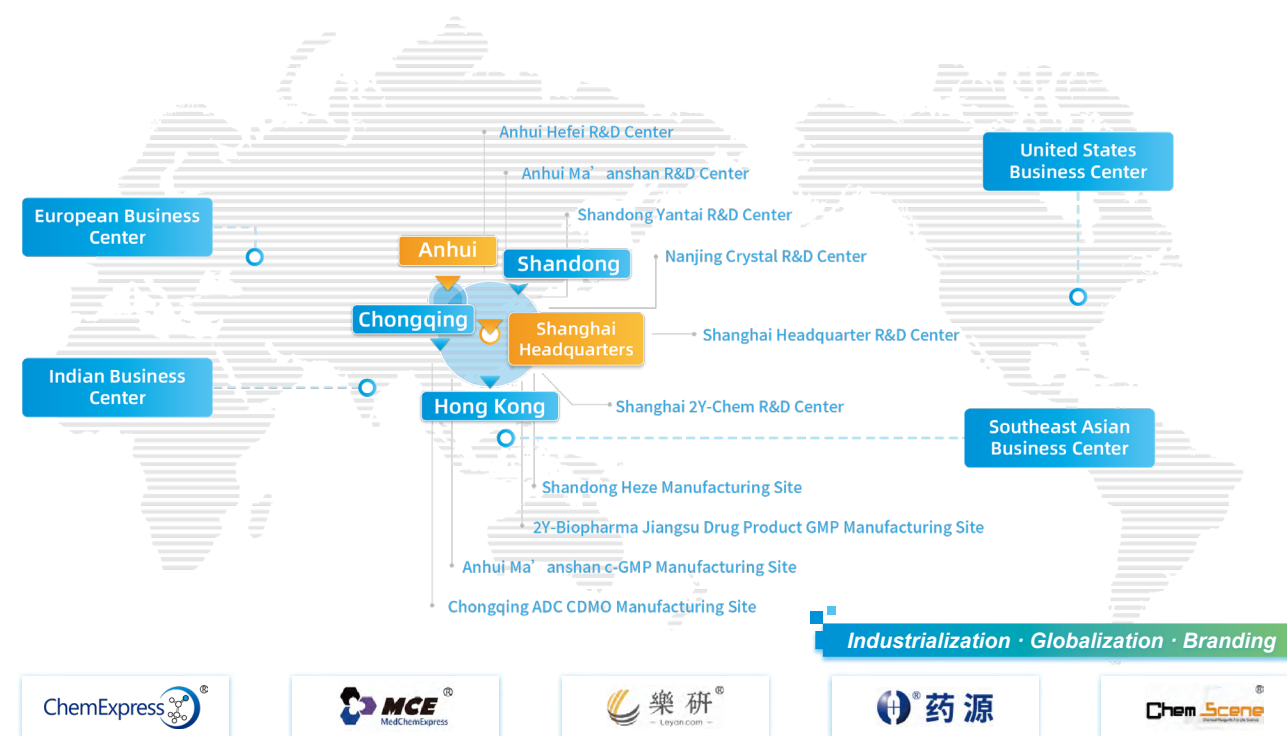 Anhui Hefei R&D Center
United States
Business Center
Anhui Ma’anshan R&D Center
European Business
Center
Shandong Yantai R&D Center
Anhui
Shandong
Nanjing Crystal R&D Center
Chongqing
Shanghai
Headquarters
Shanghai Headquarter R&D Center
Indian Business
Center
Hong Kong
Shanghai 2Y-Chem R&D Center
Southeast Asian
Business Center
Shandong Heze Manufacturing Site
2Y-Biopharma Jiangsu Drug Product GMP Manufacturing Site
Anhui Ma’anshan c-GMP Manufacturing Site
Chongqing ADC CDMO Manufacturing Site
Industrialization · Globalization · Branding
ChemExpress ®
MCE ®
MedChemExpress
樂研 ®
— Leyan.com —
® 药源
Chem Scene ®